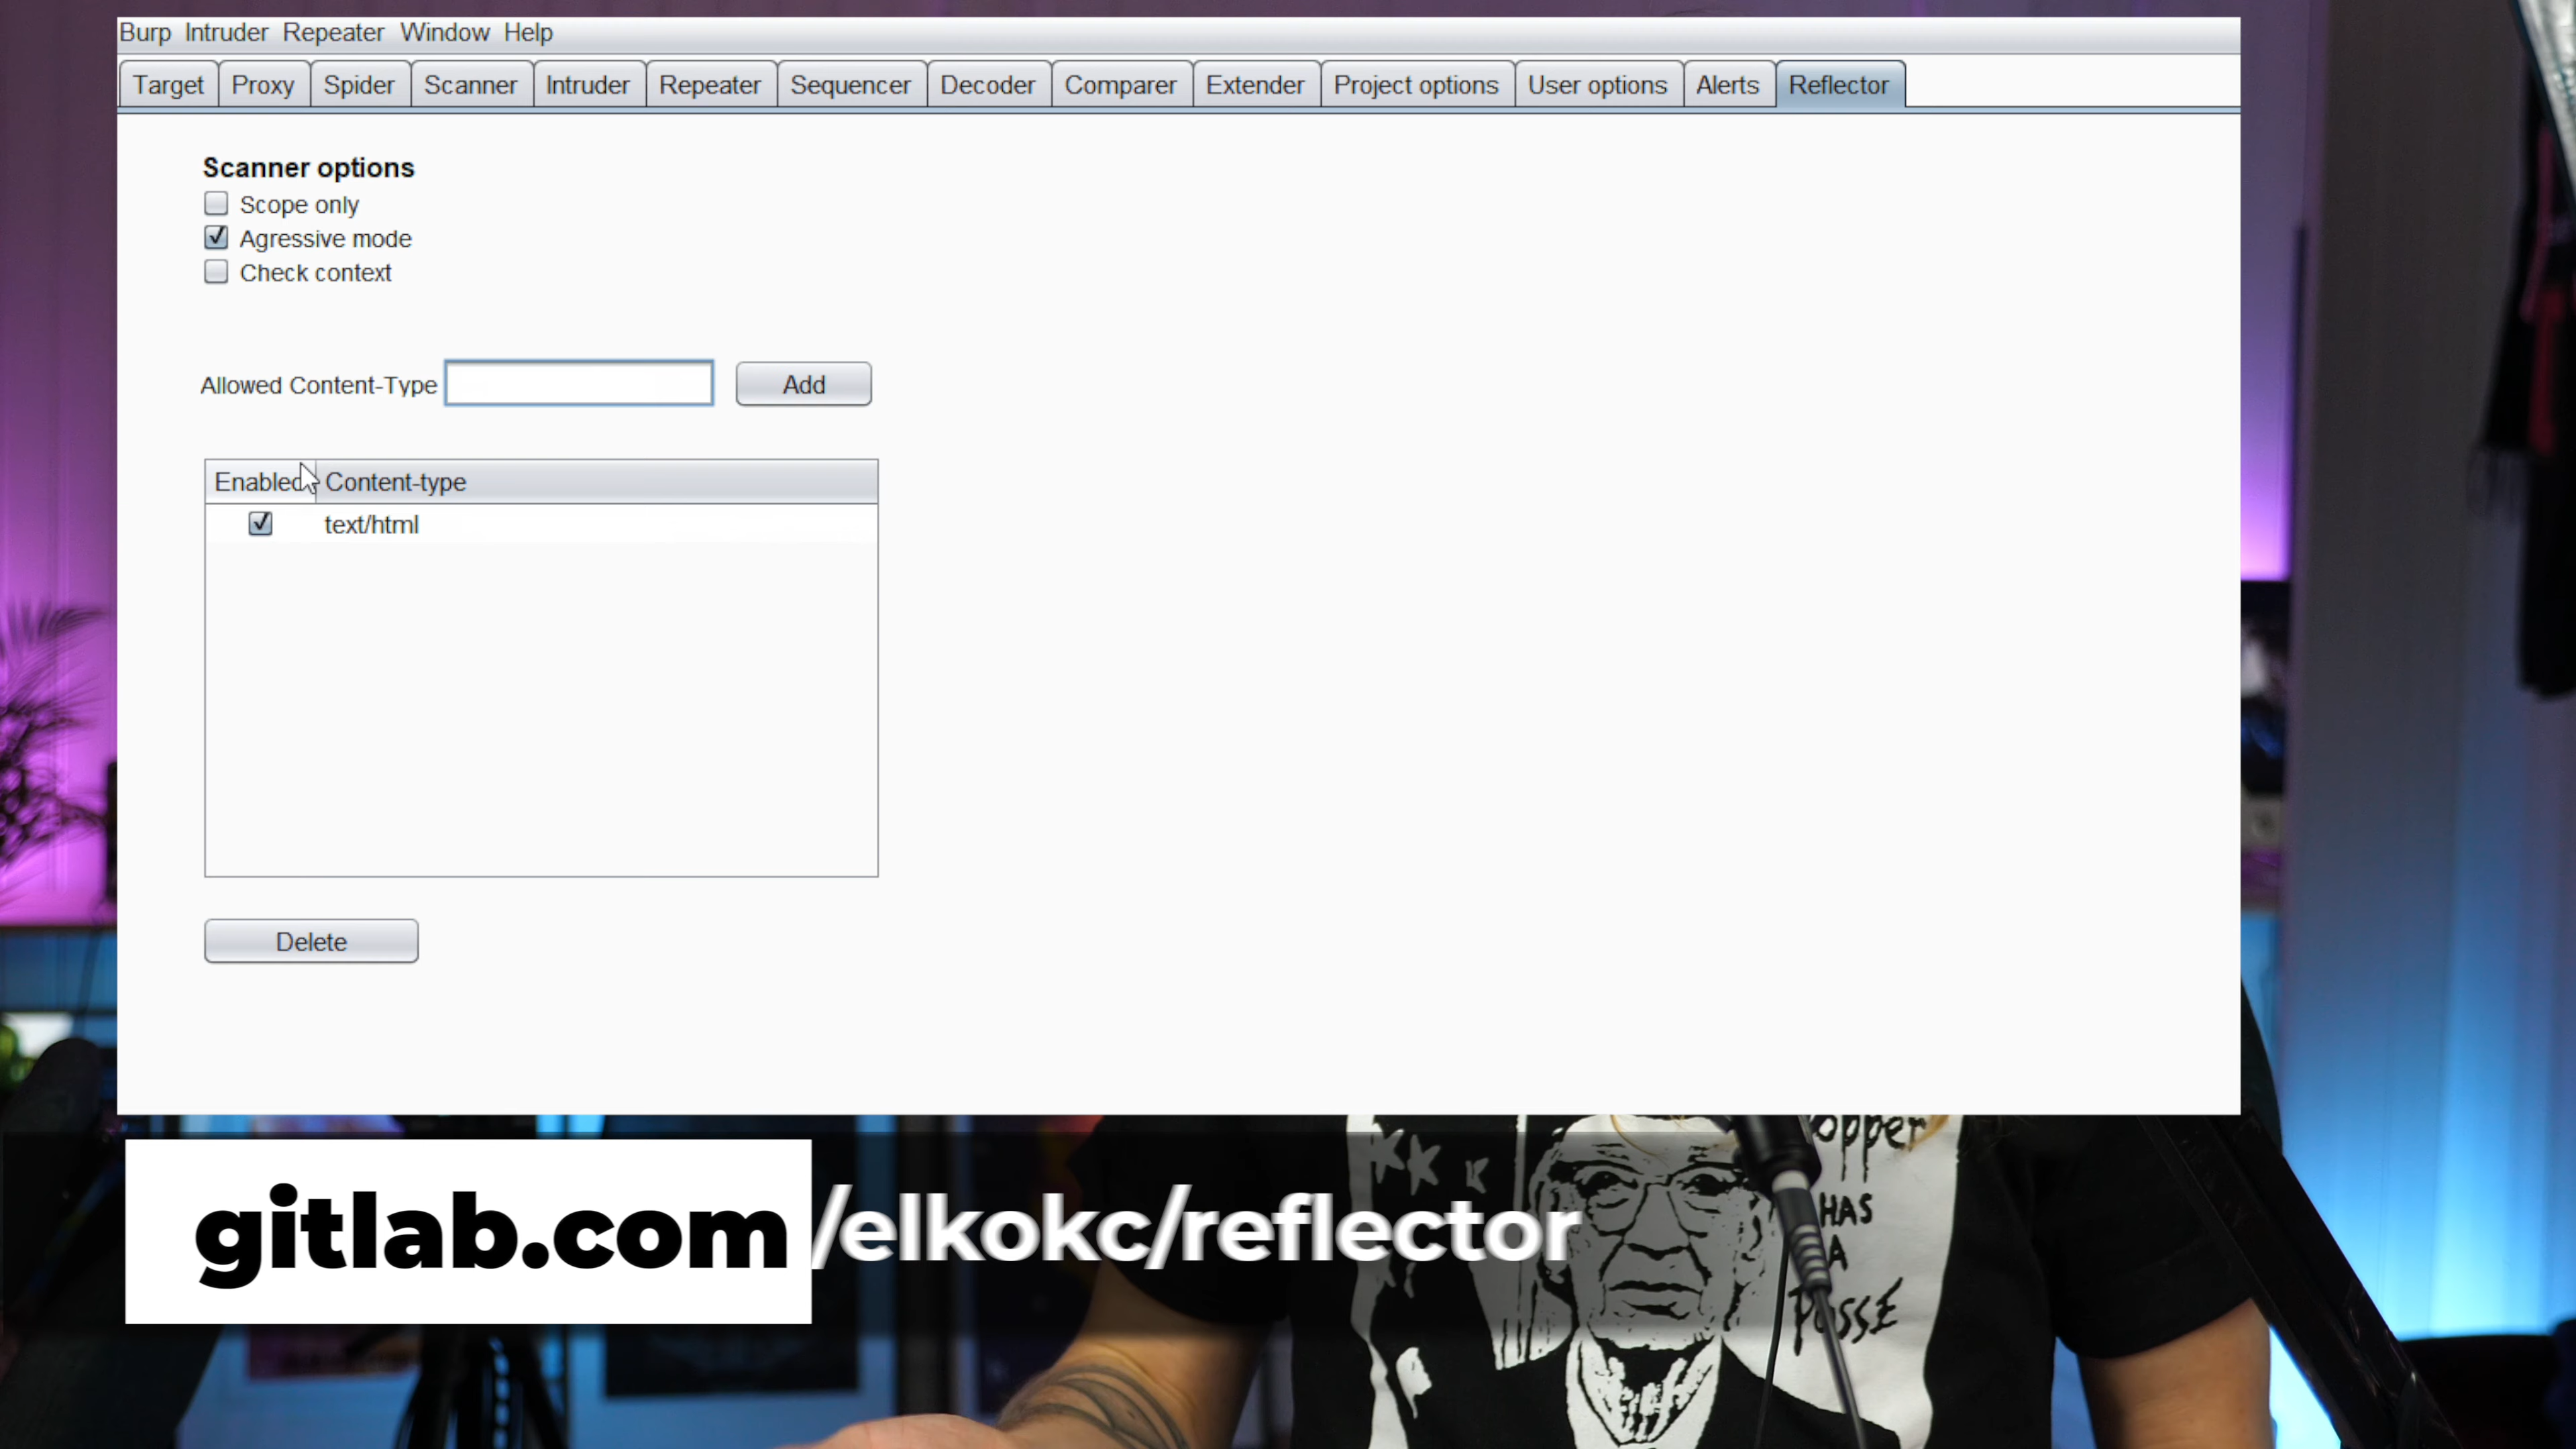 Burp Intruder Repeater Window Help
Target Proxy Spider Scanner Intruder Repeater Sequencer Decoder Comparer Extender Project options User options Alerts Reflector
Scanner options
Scope only
Agressive mode
Check context
Allowed Content-Type Add
Enabled Content-type
text/html
Delete
opper
HAS
A
POSSE
gitlab.com/elkokc/reflector